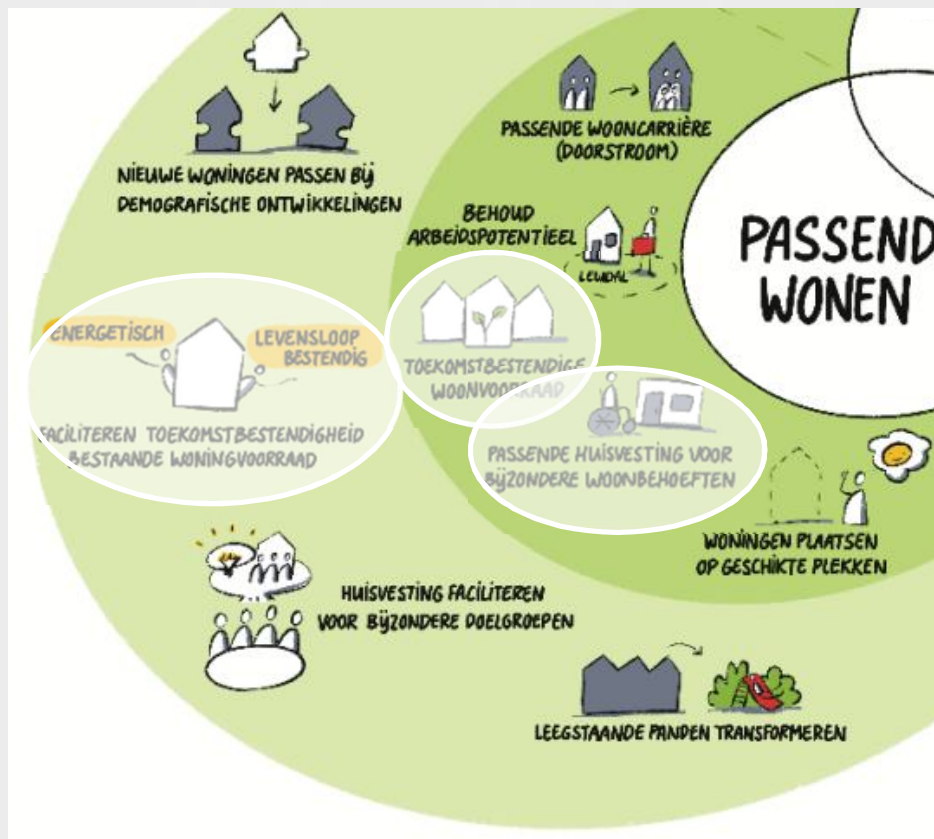 NIEUWE WONINGEN PASSEN BIJ
DEMOGRAFISCHE ONTWIKKELINGEN
PASSENDE WOONCARRIÈRE
(DOORSTROOM)
BEHOUD
ARBEIDSPOTENTIEEL
LEUDAL
PASSEND
WONEN
ENERGETISCH
LEVENSLOOP
BESTENDIG
FACILITEREN TOEKOMSTBESTENDIGHEID
BESTAANDE WONINGVOORRAAD
TOEKOMSTBESTENDIGE
WOONVOORRAAD
PASSENDE HUISVESTING VOOR
BIJZONDERE WOONBEHOEFTEN
WONINGEN PLAATSEN
OP GESCHIKTE PLEKKEN
HUISVESTING FACILITEREN
VOOR BIJZONDERE DOELGROEPEN
LEEGSTAANDE PANDEN TRANSFORMEREN